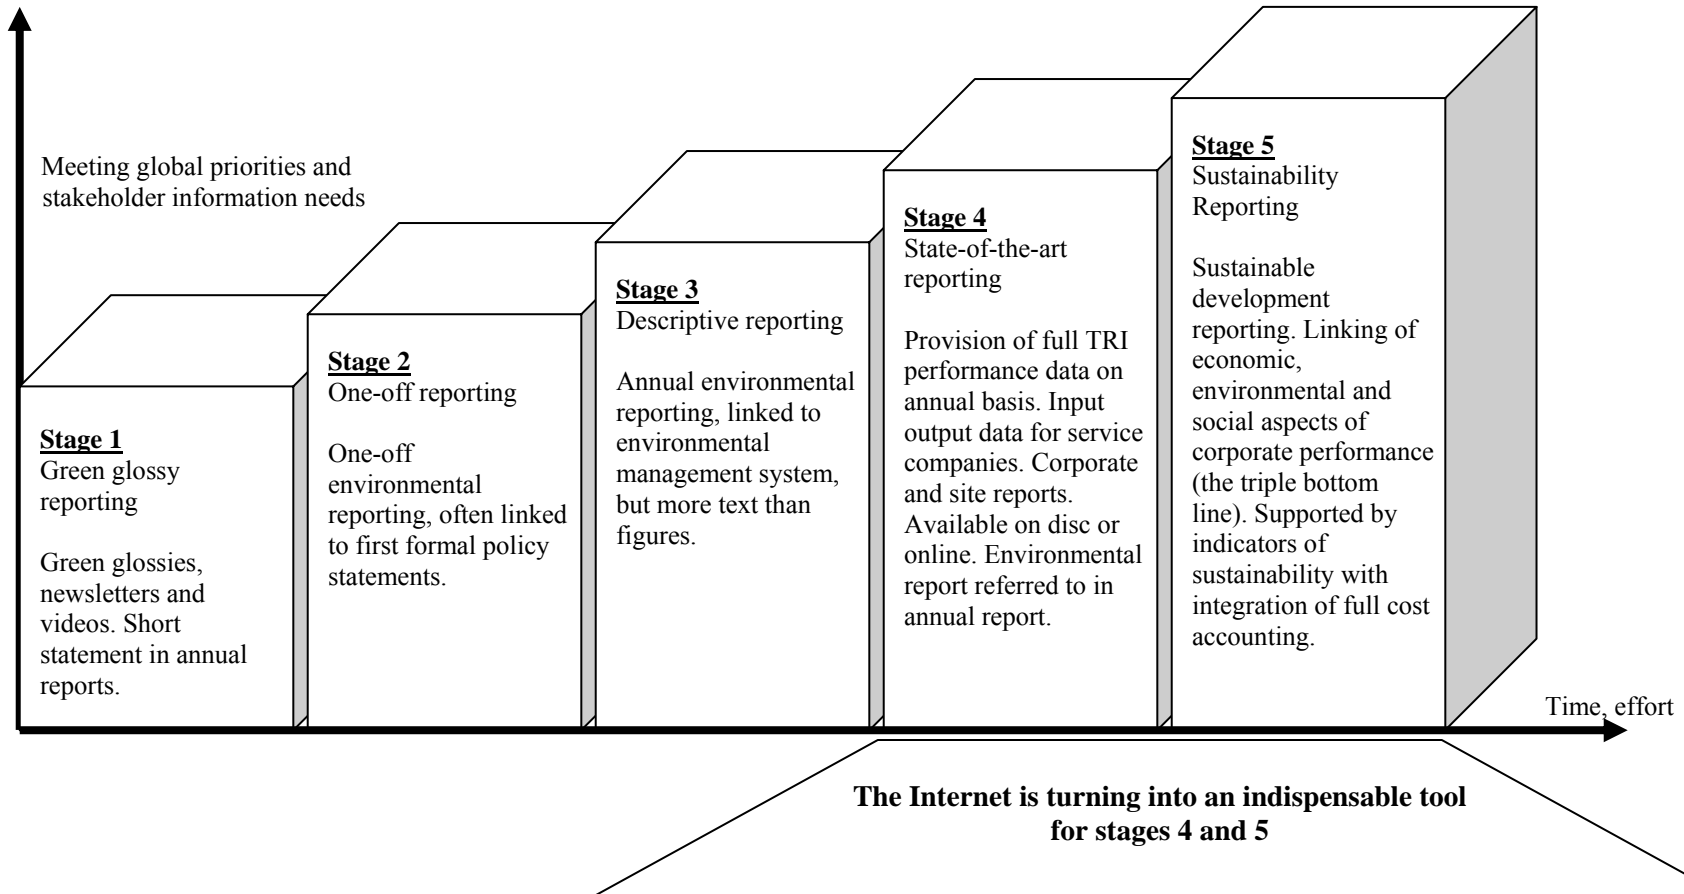 Meeting global priorities and
stakeholder information needs
Stage 1
Green glossy
reporting
Green glossies,
newsletters and
videos. Short
statement in annual
reports.
Stage 2
One-off reporting
One-off
environmental
reporting, often linked
to first formal policy
statements.
Stage 3
Descriptive reporting
Annual environmental
reporting, linked to
environmental
management system,
but more text than
figures.
Stage 4
State-of-the-art
reporting
Provision of full TRI
performance data on
annual basis. Input
output data for service
companies. Corporate
and site reports.
Available on disc or
online. Environmental
report referred to in
annual report.
Stage 5
Sustainability
Reporting
Sustainable
development
reporting. Linking of
economic,
environmental and
social aspects of
corporate performance
(the triple bottom
line). Supported by
indicators of
sustainability with
integration of full cost
accounting.
Time, effort
The Internet is turning into an indispensable tool
for stages 4 and 5